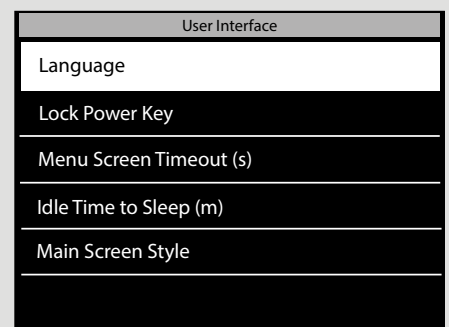 User Interface
Language
Lock Power Key
Menu Screen Timeout (s)
Idle Time to Sleep (m)
Main Screen Style